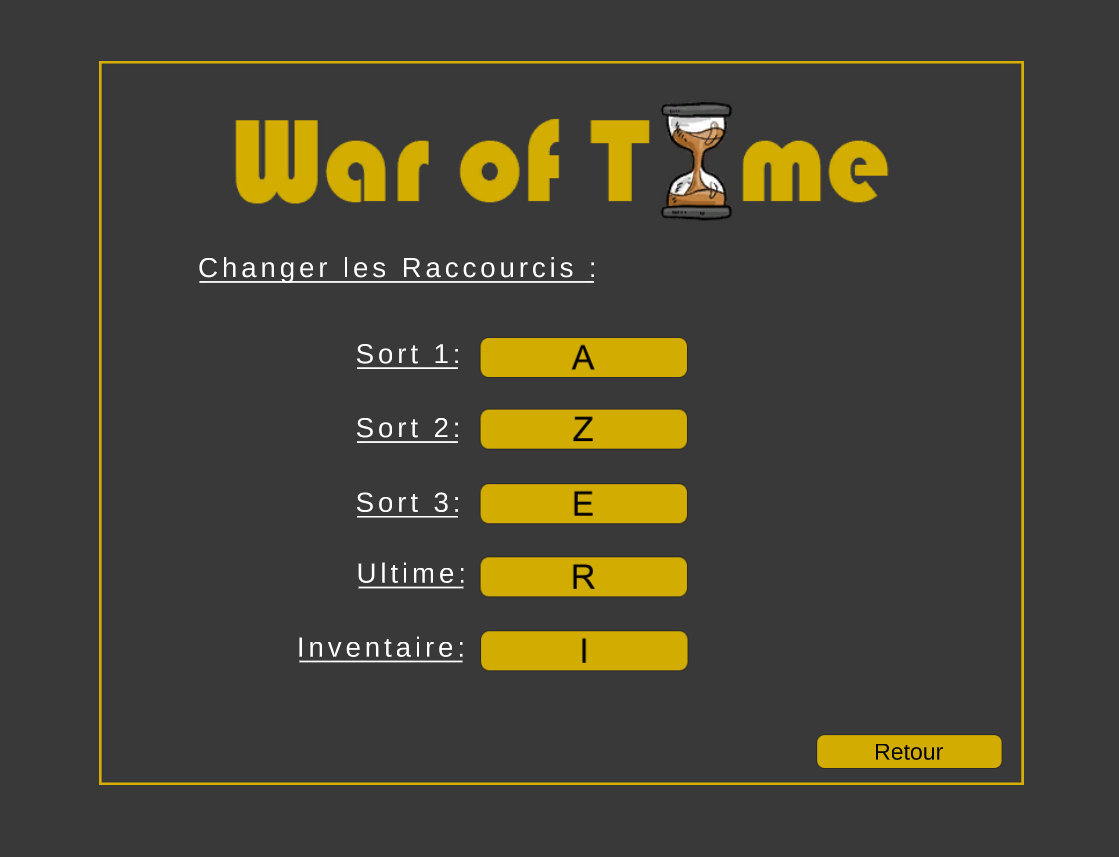 War of Time
Changer les Raccourcis :
Sort 1: A
Sort 2: Z
Sort 3: E
Ultime: R
Inventaire: I
Retour